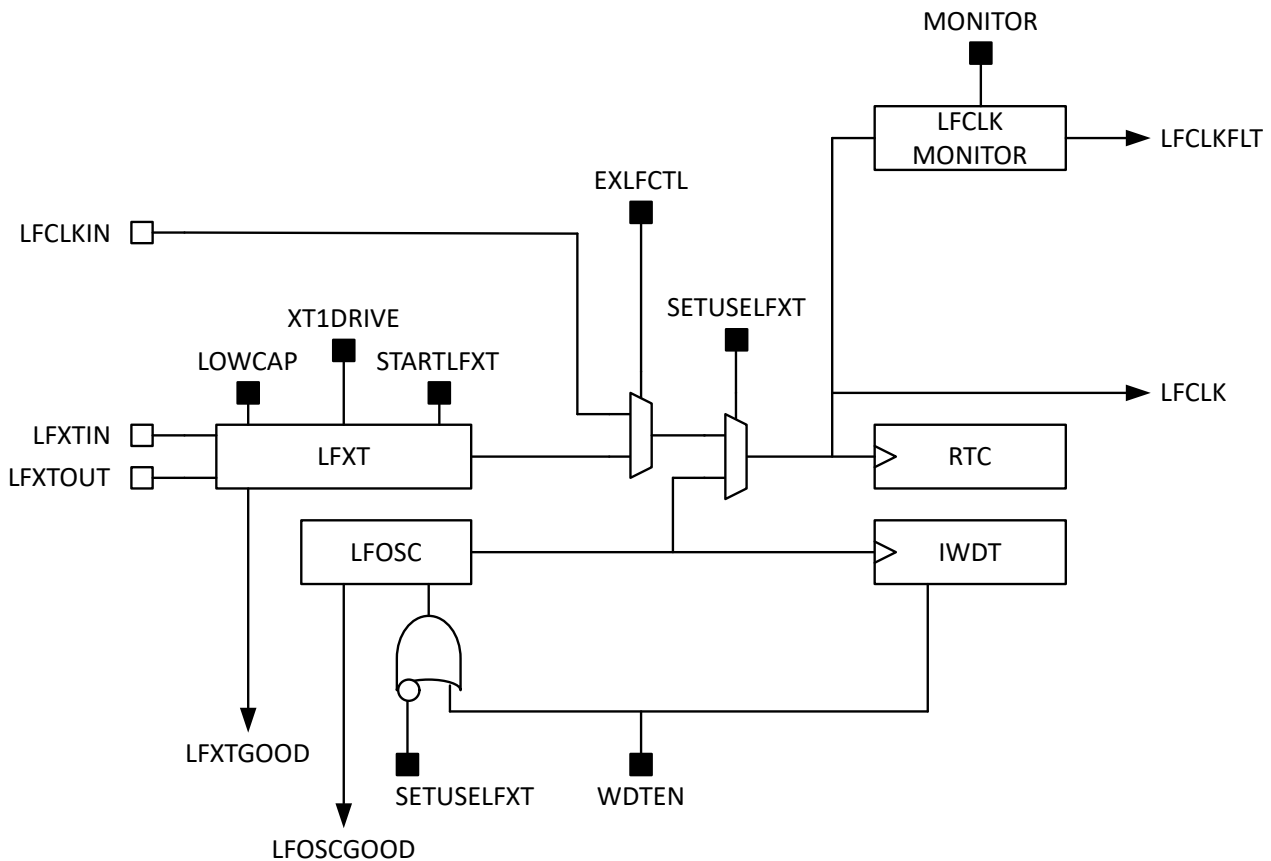 MONITOR
LFCLK
MONITOR
LFCLKFLT
EXLFCTL
LFCLKIN
SETUSELFXT
XT1DRIVE
LOWCAP
STARTLFXT
LFCLK
LFXTIN
LFXT
RTC
LFXTOUT
LFOSC
IWDT
LFXTGOOD
SETUSELFXT
WDTEN
LFOSCGOOD